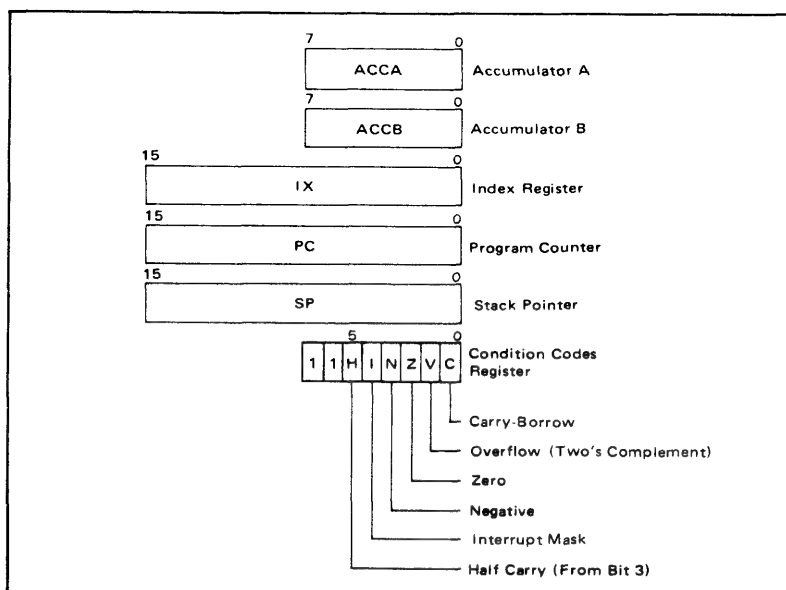 7 0
ACCA Accumulator A
7 0
ACCB Accumulator B
15 0
IX Index Register
15 0
PC Program Counter
15 0
SP Stack Pointer
5 0
1 1 H I N Z V C Condition Codes
Register
Carry-Borrow
Overflow (Two's Complement)
Zero
Negative
Interrupt Mask
Half Carry (From Bit 3)